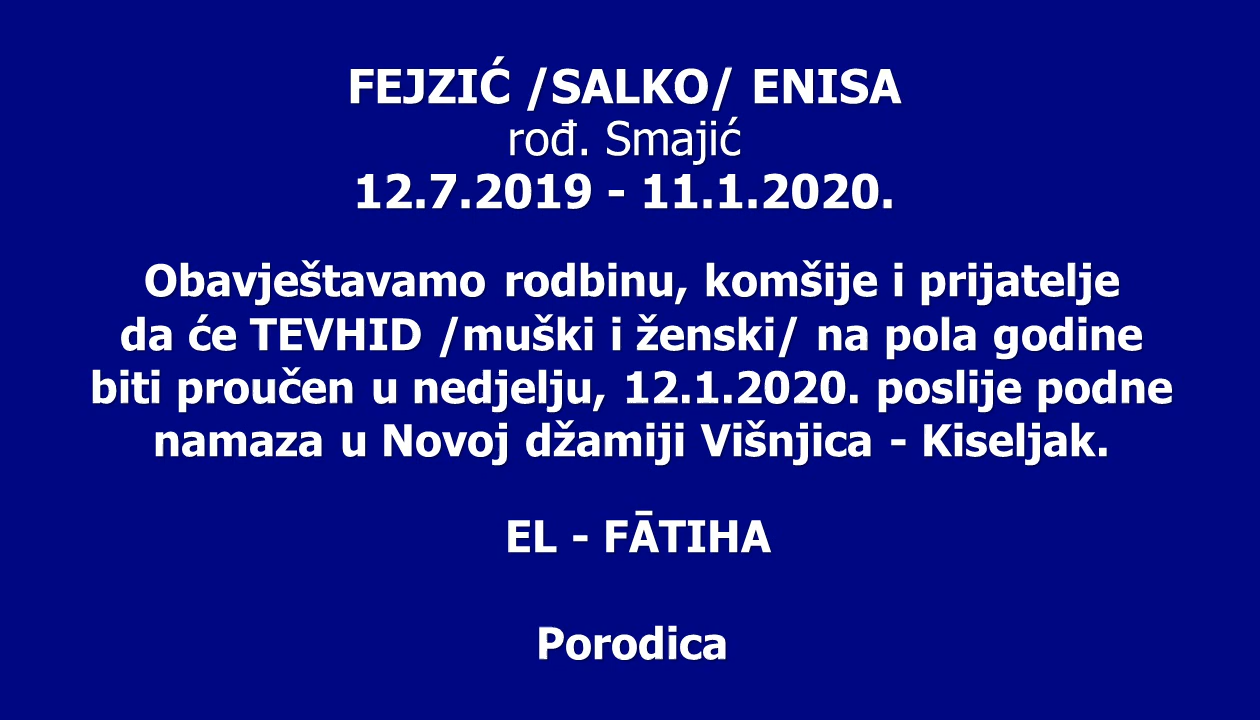 FEJZIĆ /SALKO/ ENISA
rođ. Smajić
12.7.2019 - 11.1.2020.
Obavještavamo rodbinu, komšije i prijatelje
da će TEVHID /muški i ženski/ na pola godine
biti proučen u nedjelju, 12.1.2020. poslije podne
namaza u Novoj džamiji Višnjica - Kiseljak.
EL - FĀTIHA
Porodica